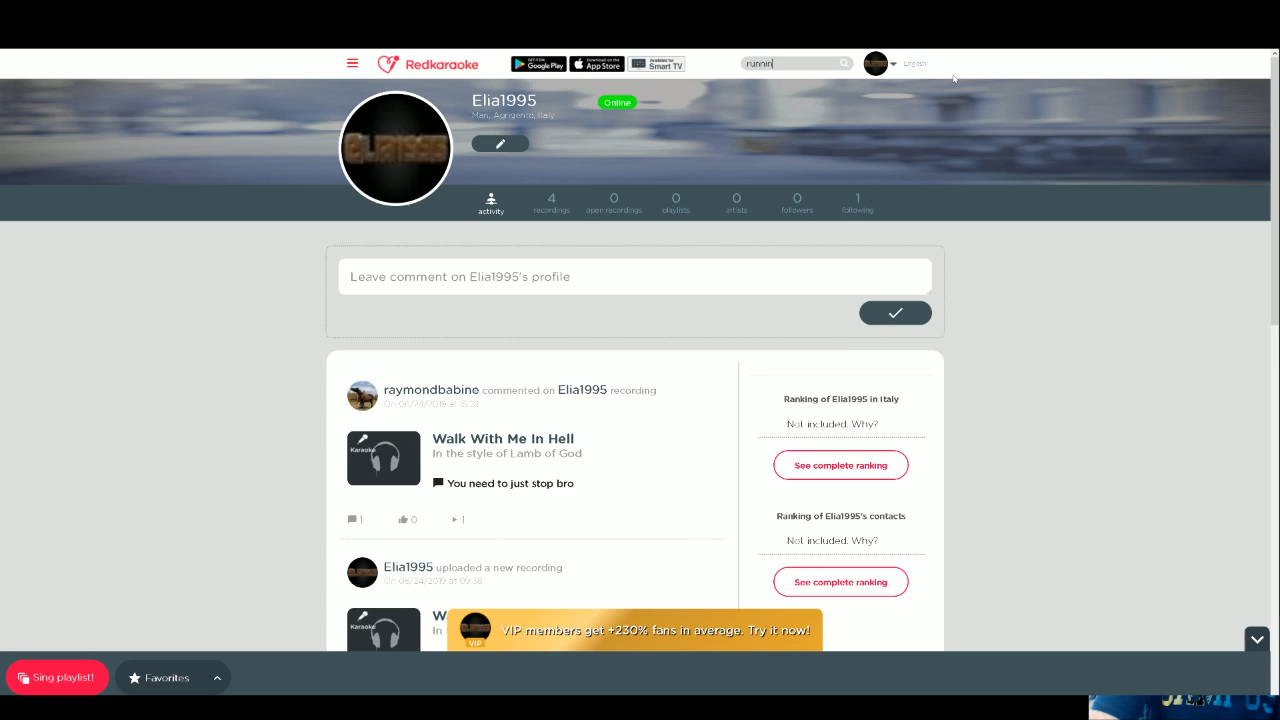 Redkaraoke
GET IT ON Google Play
Download on the App Store
Available for Smart TV
runnin
English
Elia1995
Online
Man, Agrigento, Italy
activity
4 recordings
0 open recordings
0 playlists
0 artists
0 followers
1 following
Leave comment on Elia1995's profile
raymondbabine commented on Elia1995 recording
On 06/24/2019 at 15:28
Karaoke
Walk With Me In Hell
In the style of Lamb of God
You need to just stop bro
1 0 1
Elia1995 uploaded a new recording
On 06/24/2019 at 09:38
Karaoke
W
In
Ranking of Elia1995 in Italy
Not included. Why?
See complete ranking
Ranking of Elia1995's contacts
Not included. Why?
See complete ranking
VIP
VIP members get +230% fans in average. Try it now!
Sing playlist!
Favorites